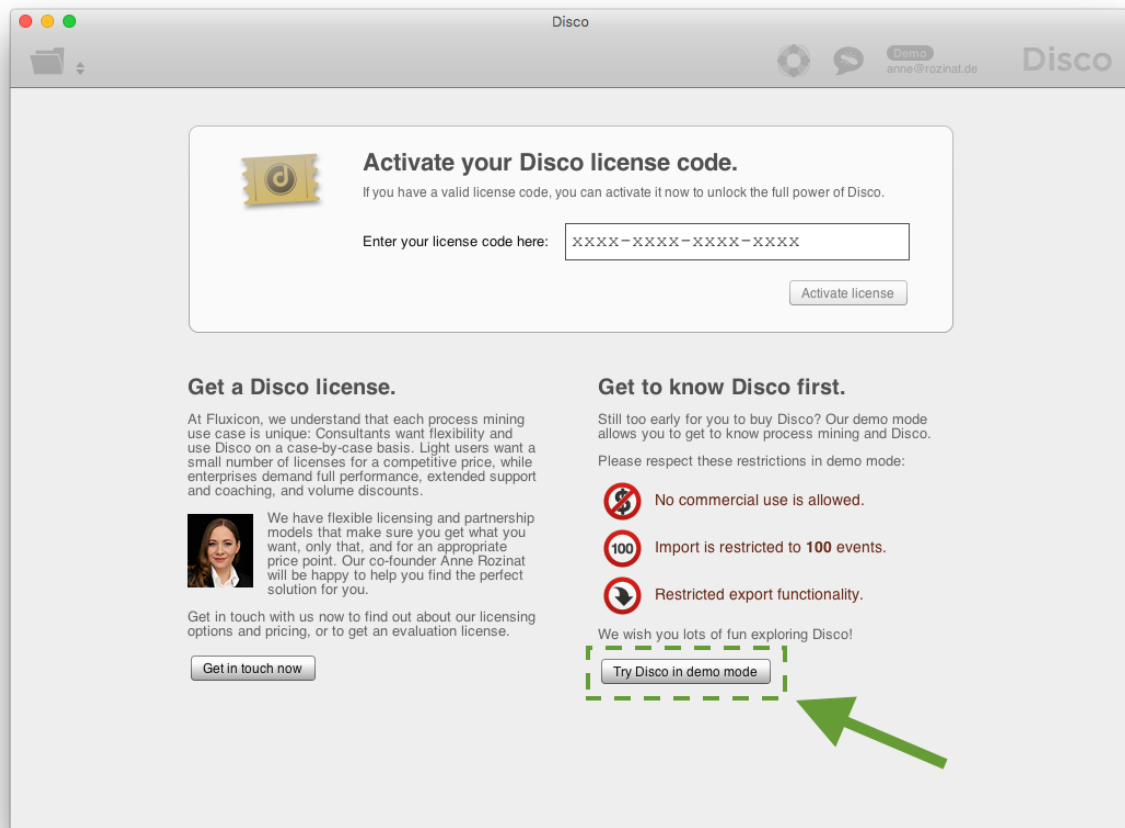 Disco
Demo
anne@rozinat.de
Disco
Activate your Disco license code.
If you have a valid license code, you can activate it now to unlock the full power of Disco.
Enter your license code here:
XXXX-XXXX-XXXX-XXXX
Activate license
Get a Disco license.
At Fluxicon, we understand that each process mining
use case is unique: Consultants want flexibility and
use Disco on a case-by-case basis. Light users want a
small number of licenses for a competitive price, while
enterprises demand full performance, extended support
and coaching, and volume discounts.
We have flexible licensing and partnership
models that make sure you get what you
want, only that, and for an appropriate
price point. Our co-founder Anne Rozinat
will be happy to help you find the perfect
solution for you.
Get in touch with us now to find out about our licensing
options and pricing, or to get an evaluation license.
Get in touch now
Get to know Disco first.
Still too early for you to buy Disco? Our demo mode
allows you to get to know process mining and Disco.
Please respect these restrictions in demo mode:
$
No commercial use is allowed.
100
Import is restricted to 100 events.
Restricted export functionality.
We wish you lots of fun exploring Disco!
Try Disco in demo mode